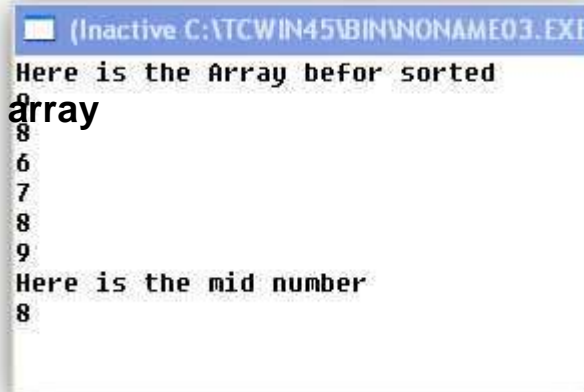 (Inactive C:\TCWIN45\BIN\NONAME03.EXE
Here is the Array befor sorted
array
8
6
7
8
9
Here is the mid number
8